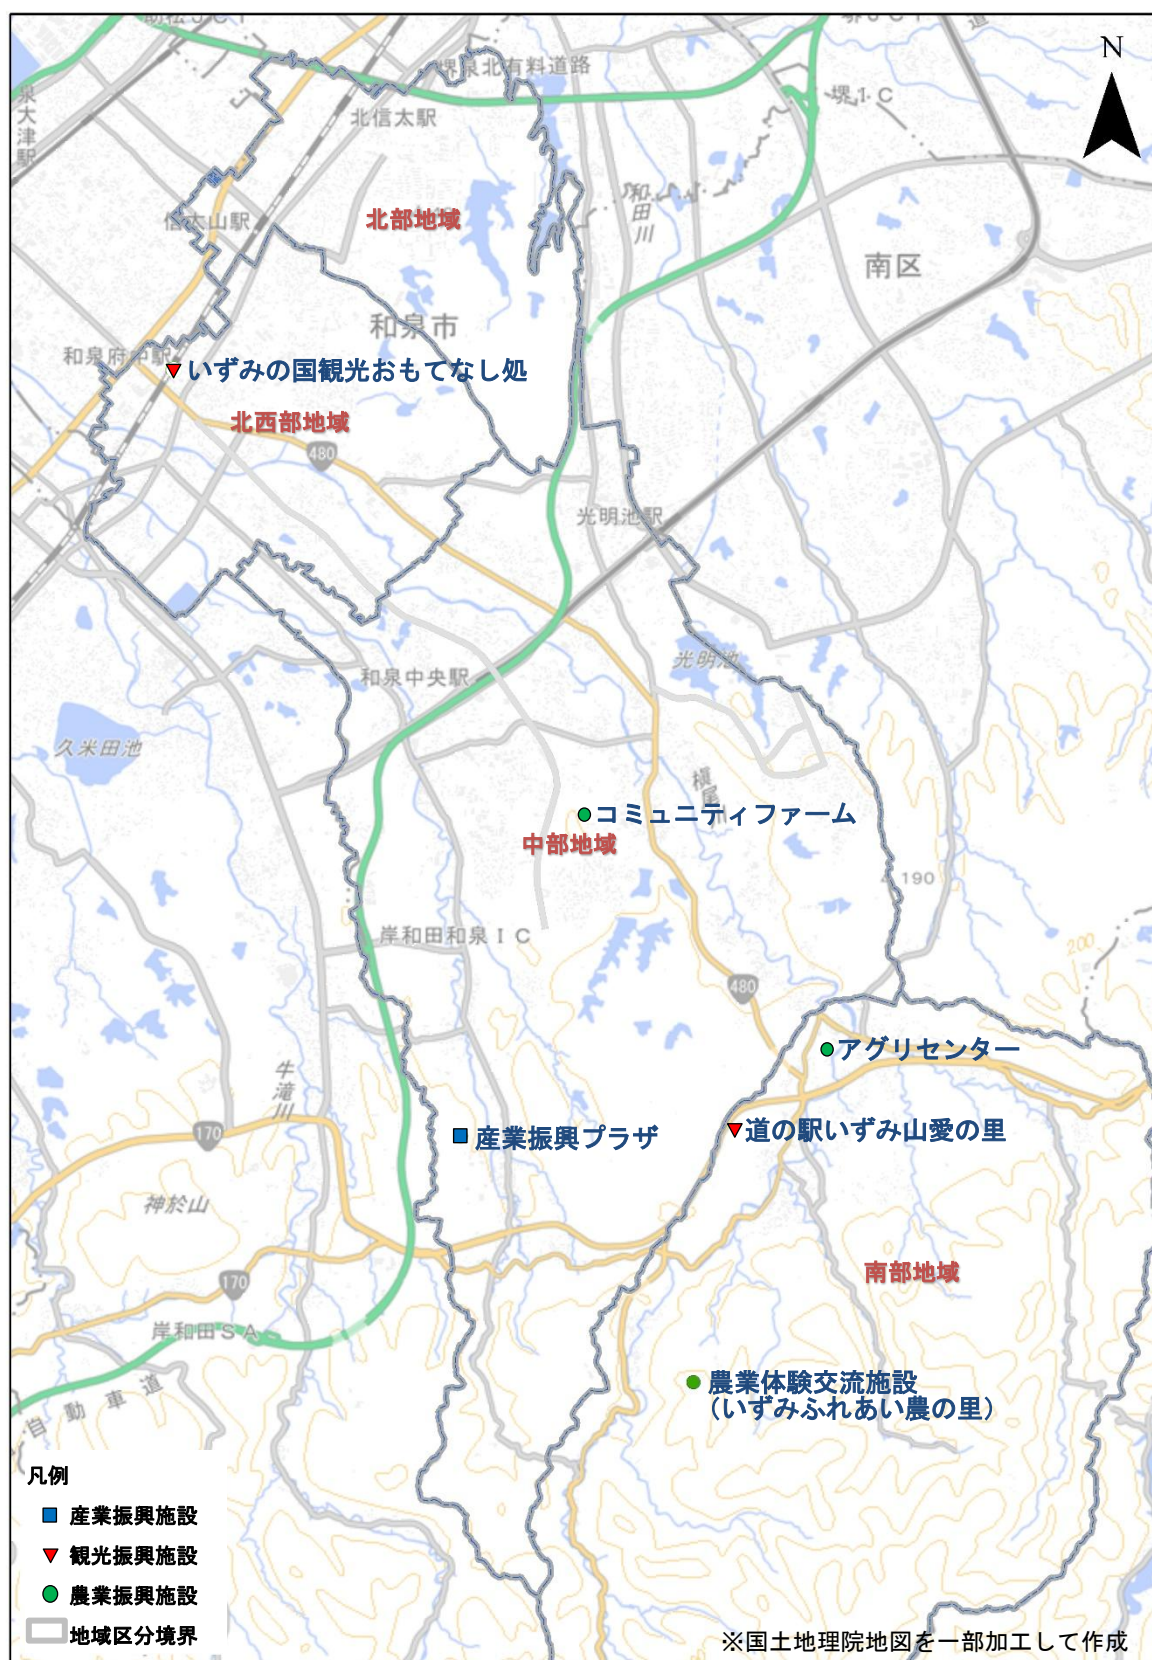 堺泉北有料道路
N
堺IC
泉大津駅
北信太駅
和田川
信太山駅
北部地域
南区
和泉市
和泉府中駅
いずみの国観光おもてなし処
北西部地域
480
光明池駅
光明池
和泉中央駅
久米田池
槇尾川
コミュニティファーム
中部地域
190
岸和田和泉IC
200
480
アグリセンター
牛滝川
170
産業振興プラザ
道の駅いずみ山愛の里
神於山
170
南部地域
岸和田SA
農業体験交流施設
(いずみふれあい農の里)
自動車道
凡例
産業振興施設
観光振興施設
農業振興施設
地域区分境界
※国土地理院地図を一部加工して作成